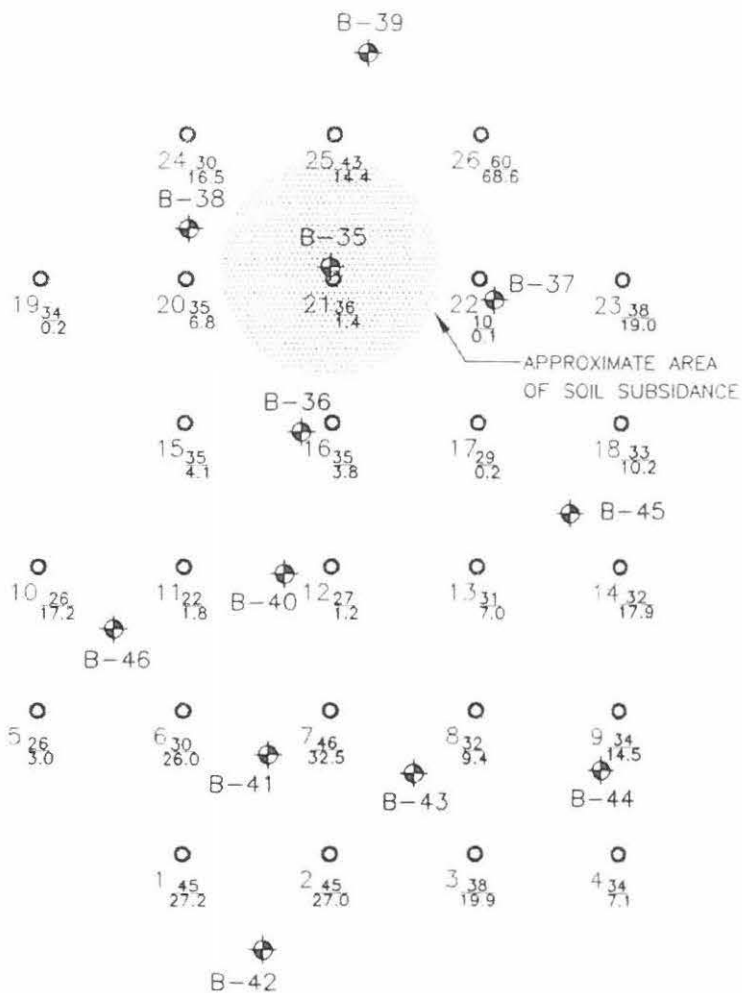 B-39
24 30 25 43 26 60
16.5 14.4 68.6
B-38
B-35
B-37
19 34 20 35 21 36 22 10 23 38
0.2 6.8 1.4 0.1 19.0
APPROXIMATE AREA
OF SOIL SUBSIDANCE
B-36
15 35 16 35 17 29 18 33
4.1 3.8 0.2 10.2
B-45
10 26 11 22 B-40 12 27 13 31 14 32
17.2 1.8 1.2 7.0 17.9
B-46
5 26 6 30 7 46 8 32 9 34
3.0 26.0 32.5 9.4 14.5
B-41 B-43 B-44
1 45 2 45 3 38 4 34
27.2 27.0 19.9 7.1
B-42